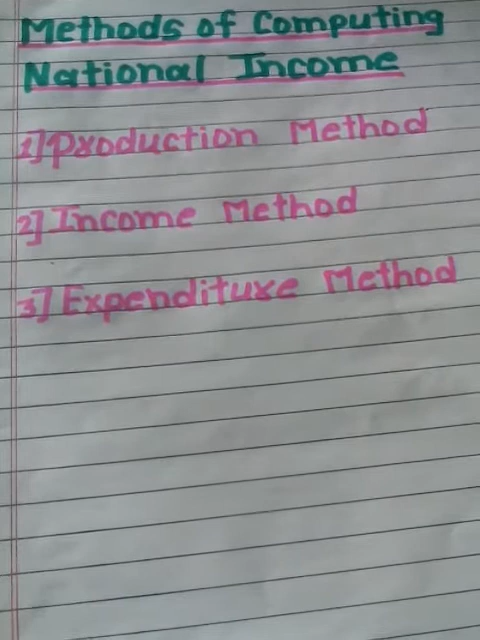 Methods of Computing
National Income
1] Production Method
2] Income Method
3] Expenditure Method